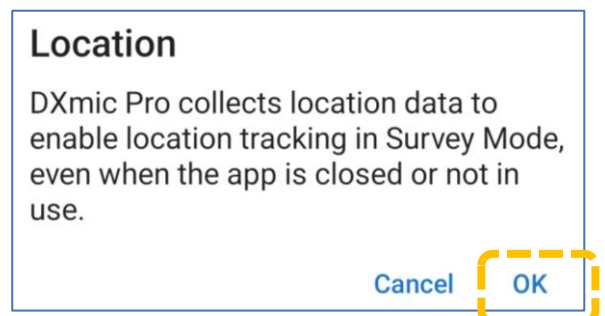 Location
DXmic Pro collects location data to
enable location tracking in Survey Mode,
even when the app is closed or not in
use.
Cancel OK